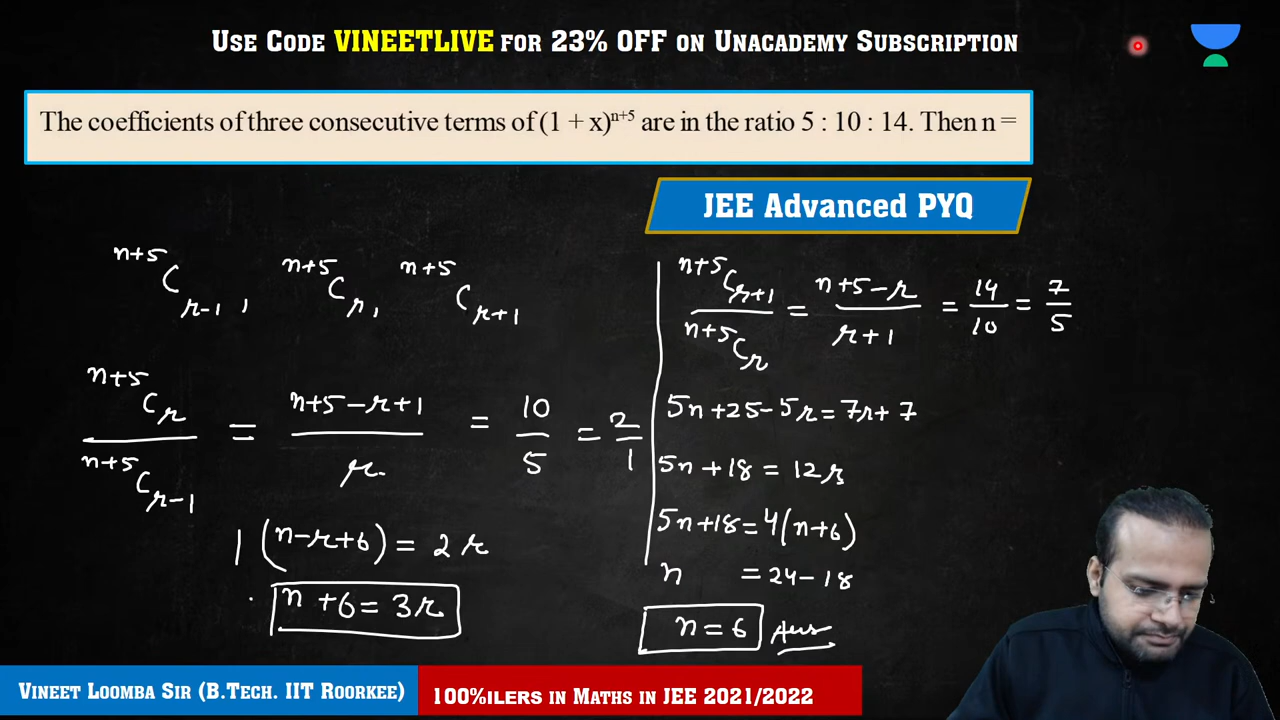 USE CODE VINEETLIVE FOR 23% OFF ON UNACADEMY SUBSCRIPTION
The coefficients of three consecutive terms of (1 + x)ⁿ⁺⁵ are in the ratio 5 : 10 : 14. Then n =
JEE Advanced PYQ
ⁿ⁺⁵C_{r-1}, ⁿ⁺⁵C_r, ⁿ⁺⁵C_{r+1}
ⁿ⁺⁵C_r / ⁿ⁺⁵C_{r-1} = (n+5-r+1) / r = 10/5 = 2/1
1 (n-r+6) = 2r
n+6 = 3r
ⁿ⁺⁵C_{r+1} / ⁿ⁺⁵C_r = (n+5-r) / (r+1) = 14/10 = 7/5
5n+25-5r = 7r+7
5n+18 = 12r
5n+18 = 4(n+6)
n = 24-18
n = 6 Ans
VINEET LOOMBA SIR (B.TECH. IIT ROORKEE)
100%ILERS IN MATHS IN JEE 2021/2022